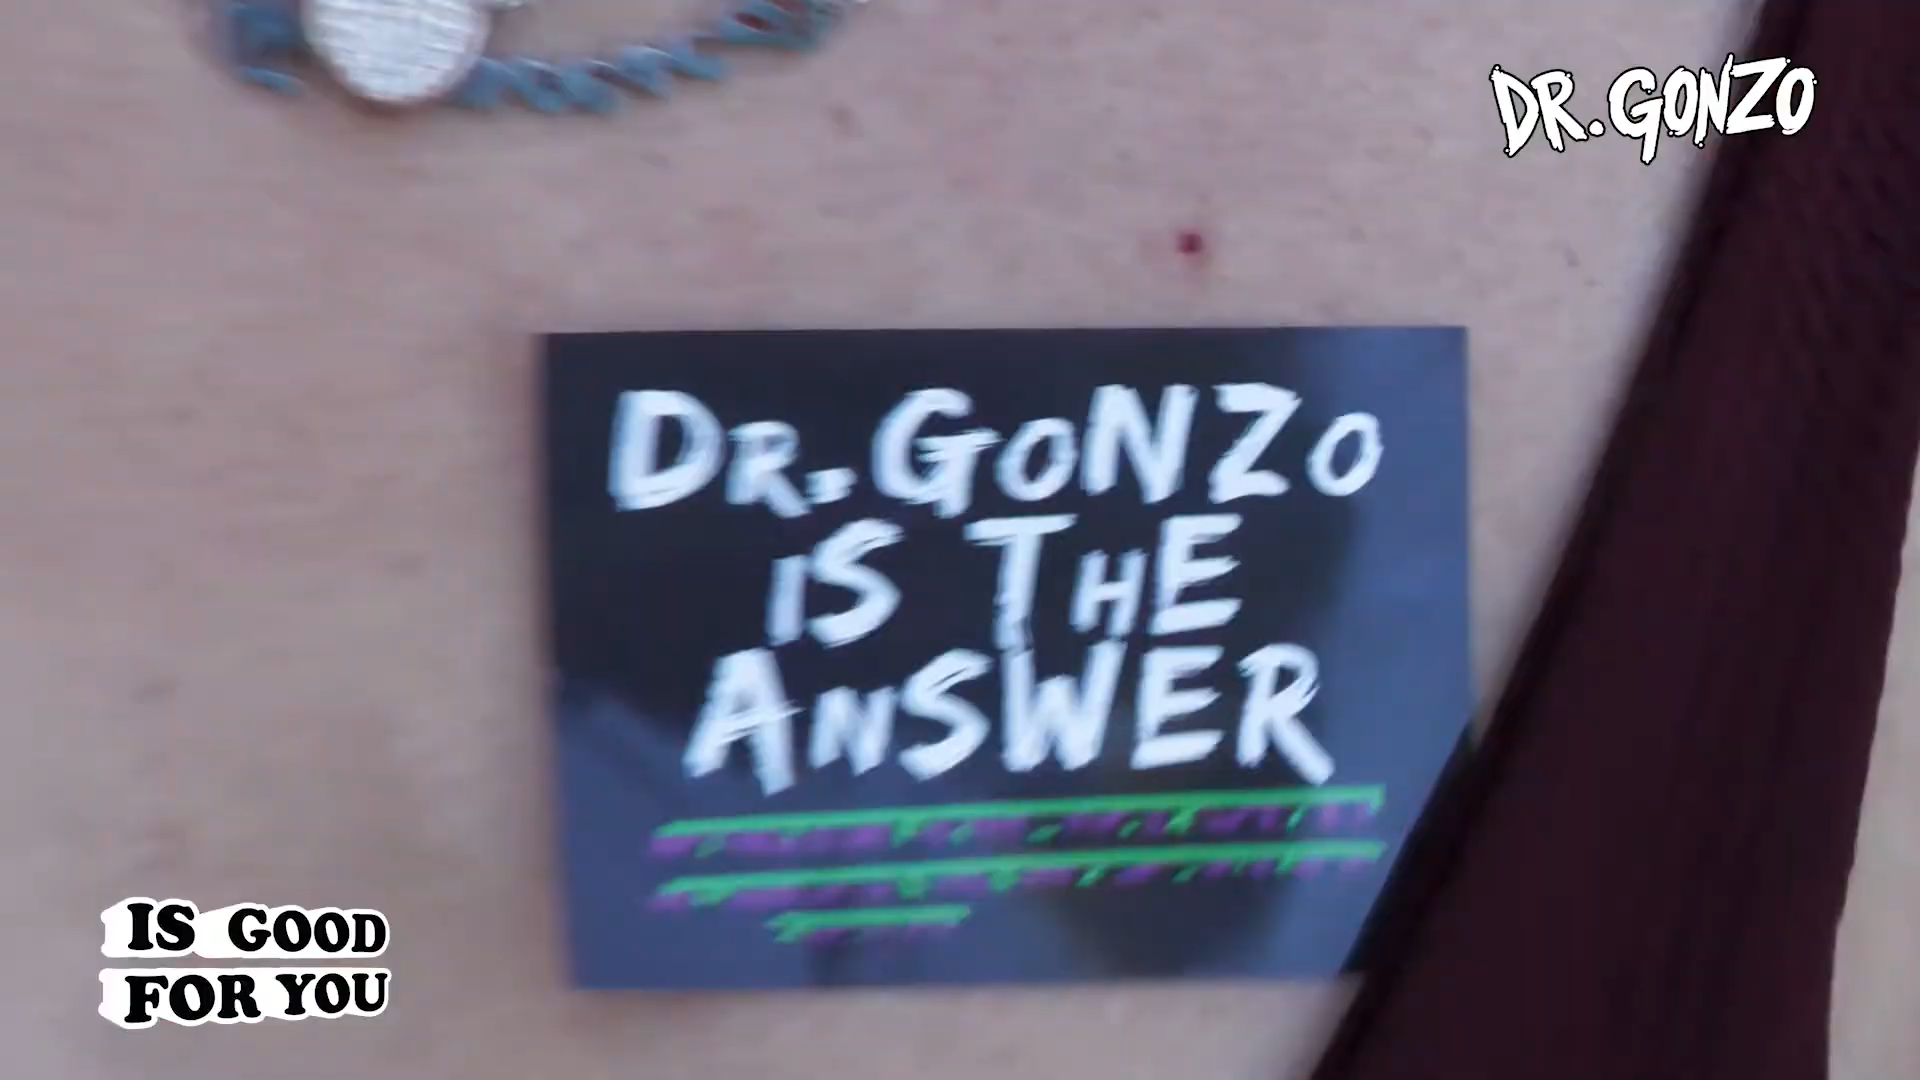 DR. GONZO
DR. GONZO
IS THE
ANSWER
IS GOOD
FOR YOU